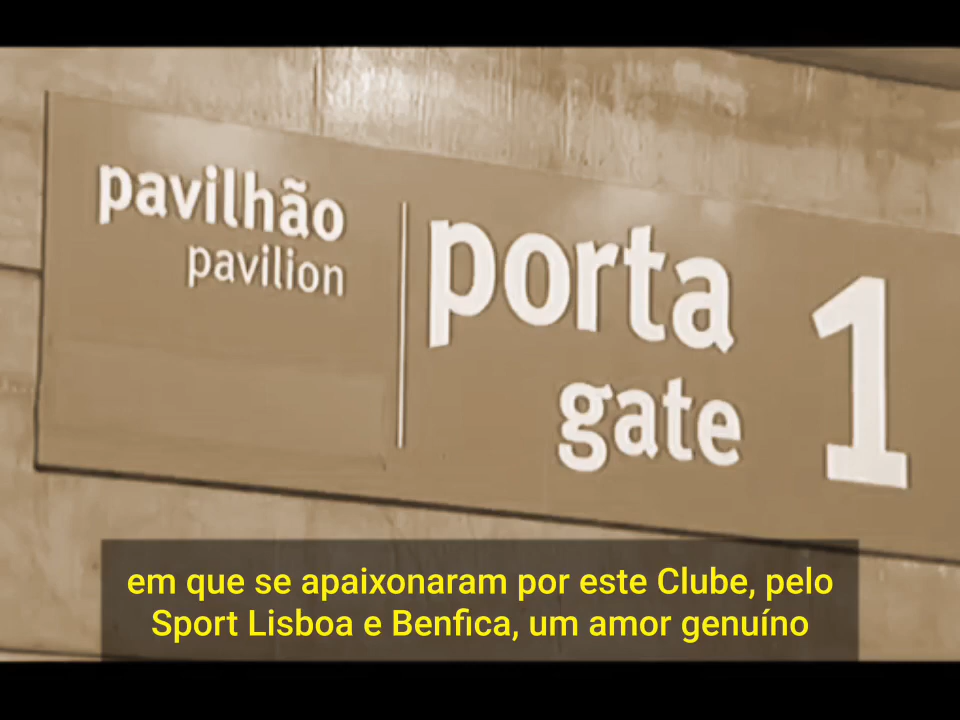 pavilhão
pavilion
porta
gate
1
em que se apaixonaram por este Clube, pelo
Sport Lisboa e Benfica, um amor genuíno